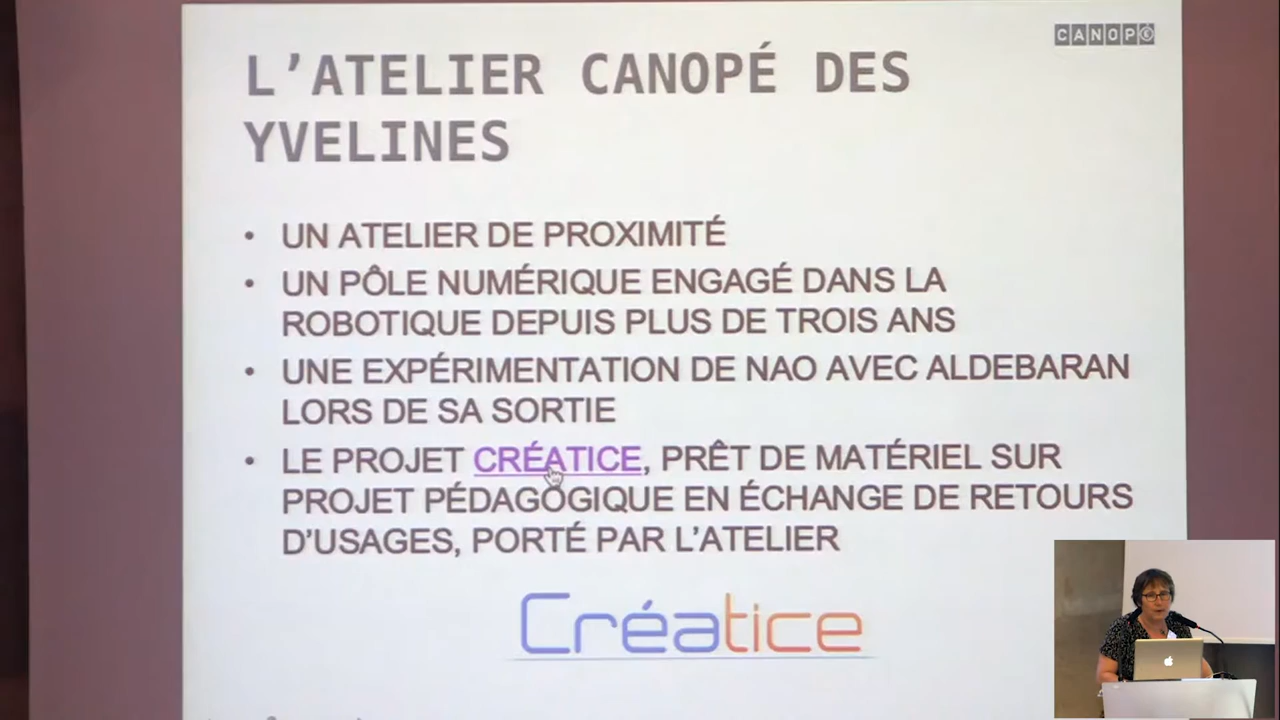 CANOPÉ
L’ATELIER CANOPÉ DES
YVELINES
• UN ATELIER DE PROXIMITÉ
• UN PÔLE NUMÉRIQUE ENGAGÉ DANS LA
ROBOTIQUE DEPUIS PLUS DE TROIS ANS
• UNE EXPÉRIMENTATION DE NAO AVEC ALDEBARAN
LORS DE SA SORTIE
• LE PROJET CRÉATICE, PRÊT DE MATÉRIEL SUR
PROJET PÉDAGOGIQUE EN ÉCHANGE DE RETOURS
D’USAGES, PORTÉ PAR L’ATELIER
Créatice